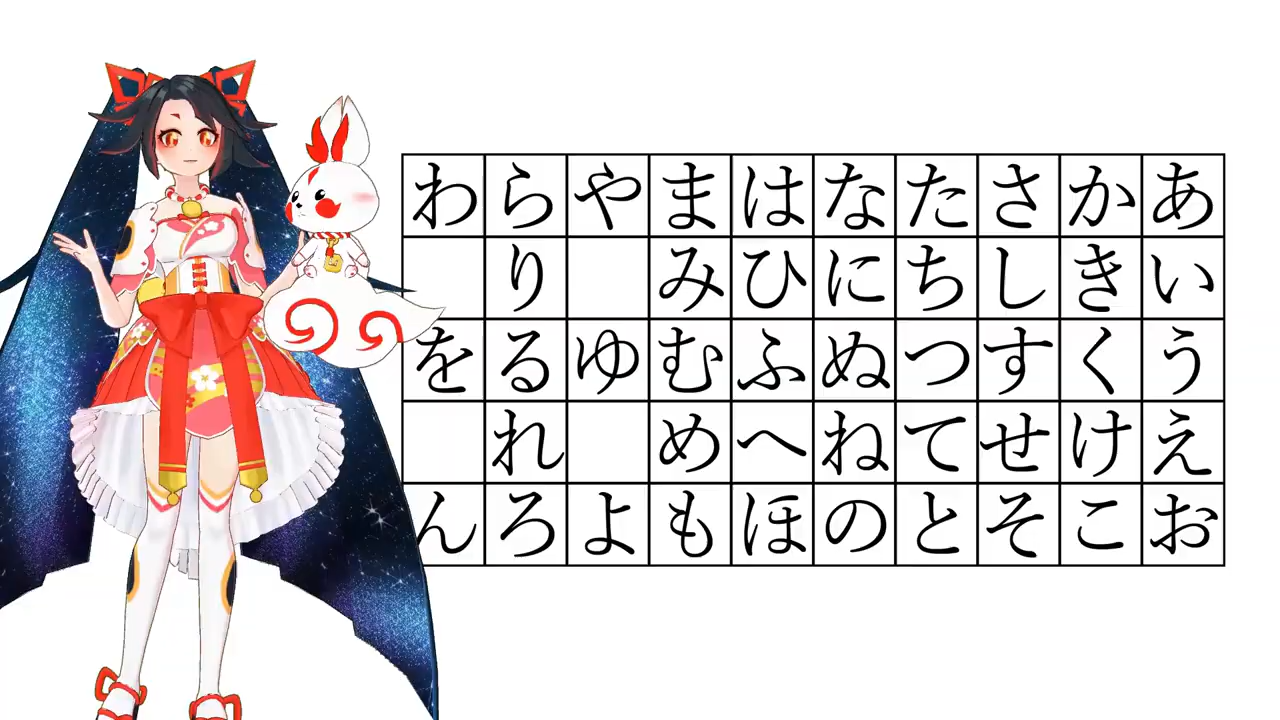 あいうえお
かきくけこ
さしすせそ
たちつてと
なにぬねの
はひふへほ
まみむめも
やゆよ
らりるれろ
わをん